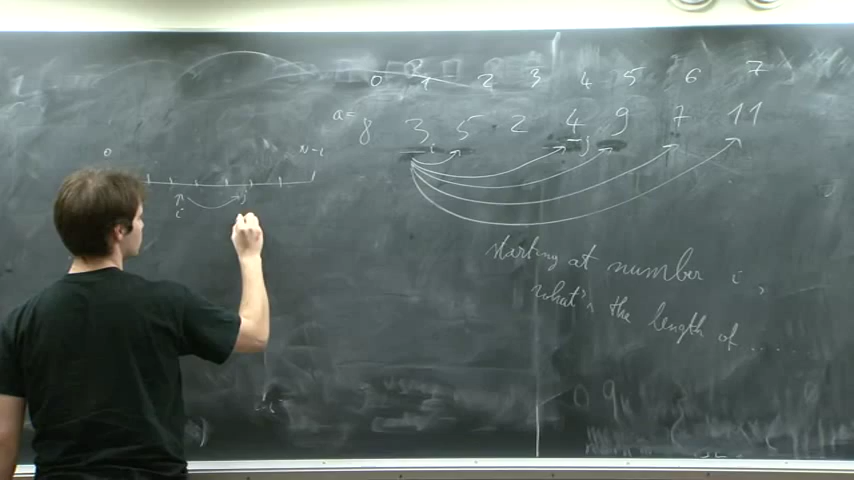 0 1 2 3 4 5 6 7
a= 8 3 5 2 4 9 7 11
i j
0 N-1
i j
starting at number i,
what's the length of ......